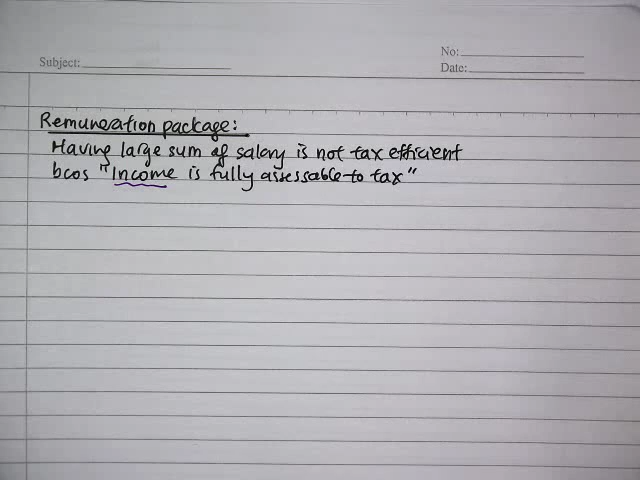 No:
Subject:
Date:
Remuneration package:
Having large sum of salary is not tax efficient
bcos "Income is fully assessable to tax"